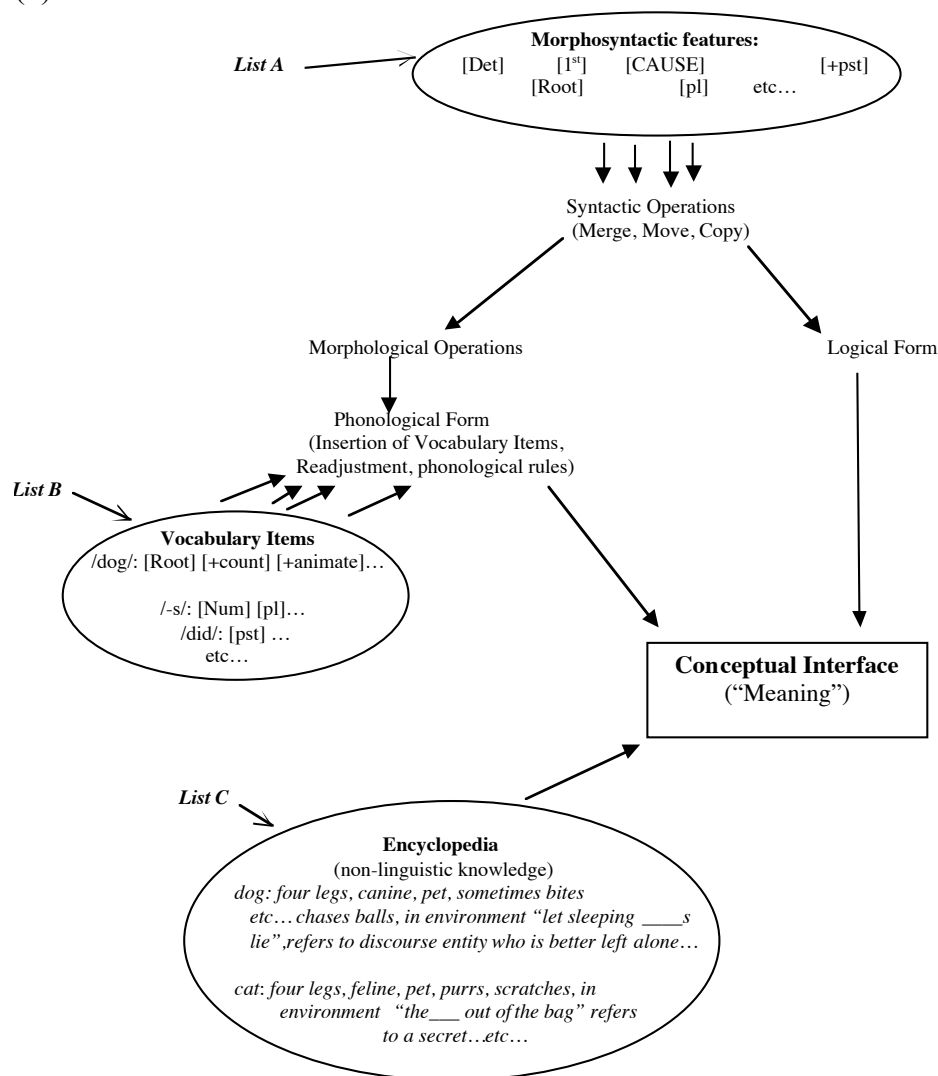 Morphosyntactic features:
List A
[Det] [1st] [CAUSE] [+pst]
[Root] [pl] etc…
Syntactic Operations
(Merge, Move, Copy)
Morphological Operations
Logical Form
Phonological Form
(Insertion of Vocabulary Items,
Readjustment, phonological rules)
List B
Vocabulary Items
/dog/: [Root] [+count] [+animate]…
/-s/: [Num] [pl]…
/did/: [pst] …
etc…
Conceptual Interface
(“Meaning”)
List C
Encyclopedia
(non-linguistic knowledge)
dog: four legs, canine, pet, sometimes bites
etc… chases balls, in environment “let sleeping ____s
lie”,refers to discourse entity who is better left alone…
cat: four legs, feline, pet, purrs, scratches, in
environment “the___ out of the bag” refers
to a secret…etc…